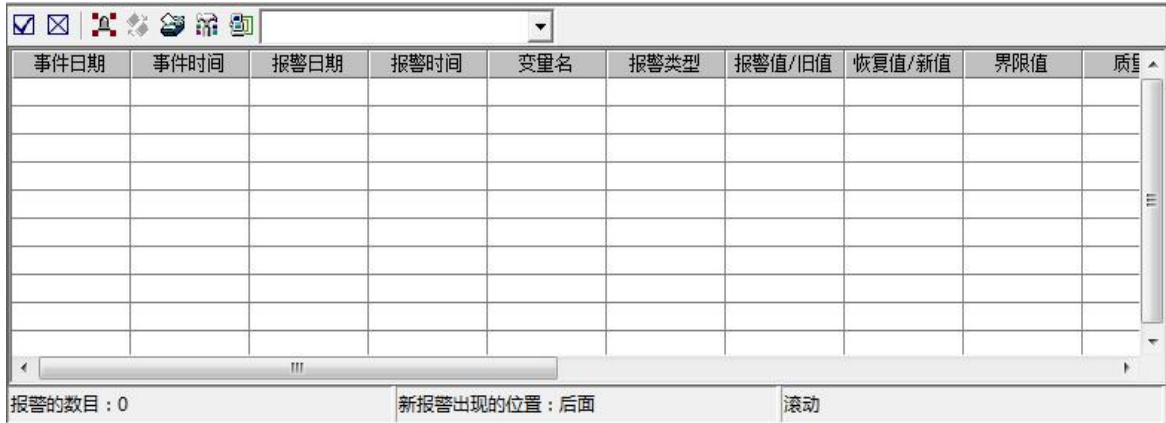 事件日期 事件时间 报警日期 报警时间 变量名 报警类型 报警值/旧值 恢复值/新值 界限值 质量
报警的数目：0 新报警出现的位置：后面 滚动